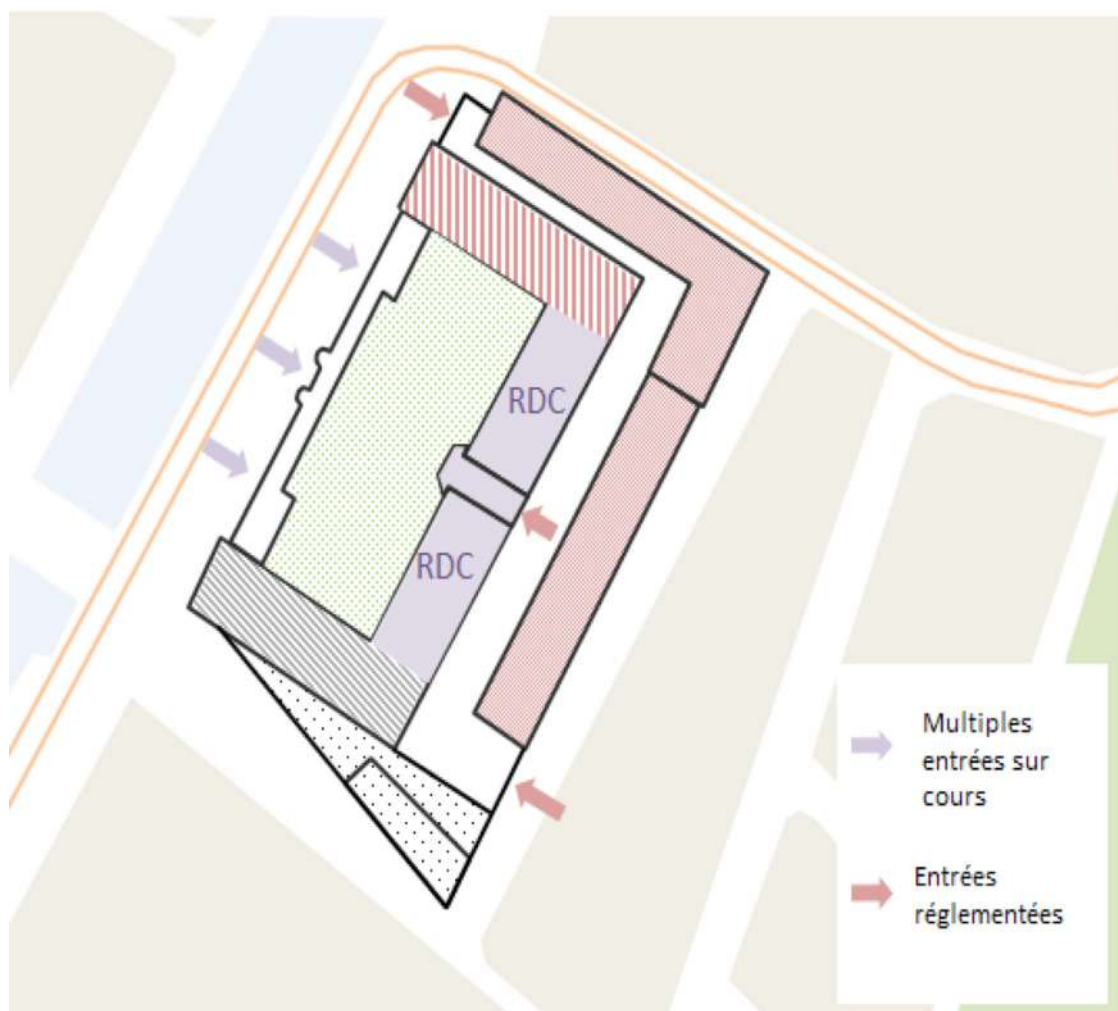 RDC
RDC
Multiples
entrées sur
cours
Entrées
réglementées